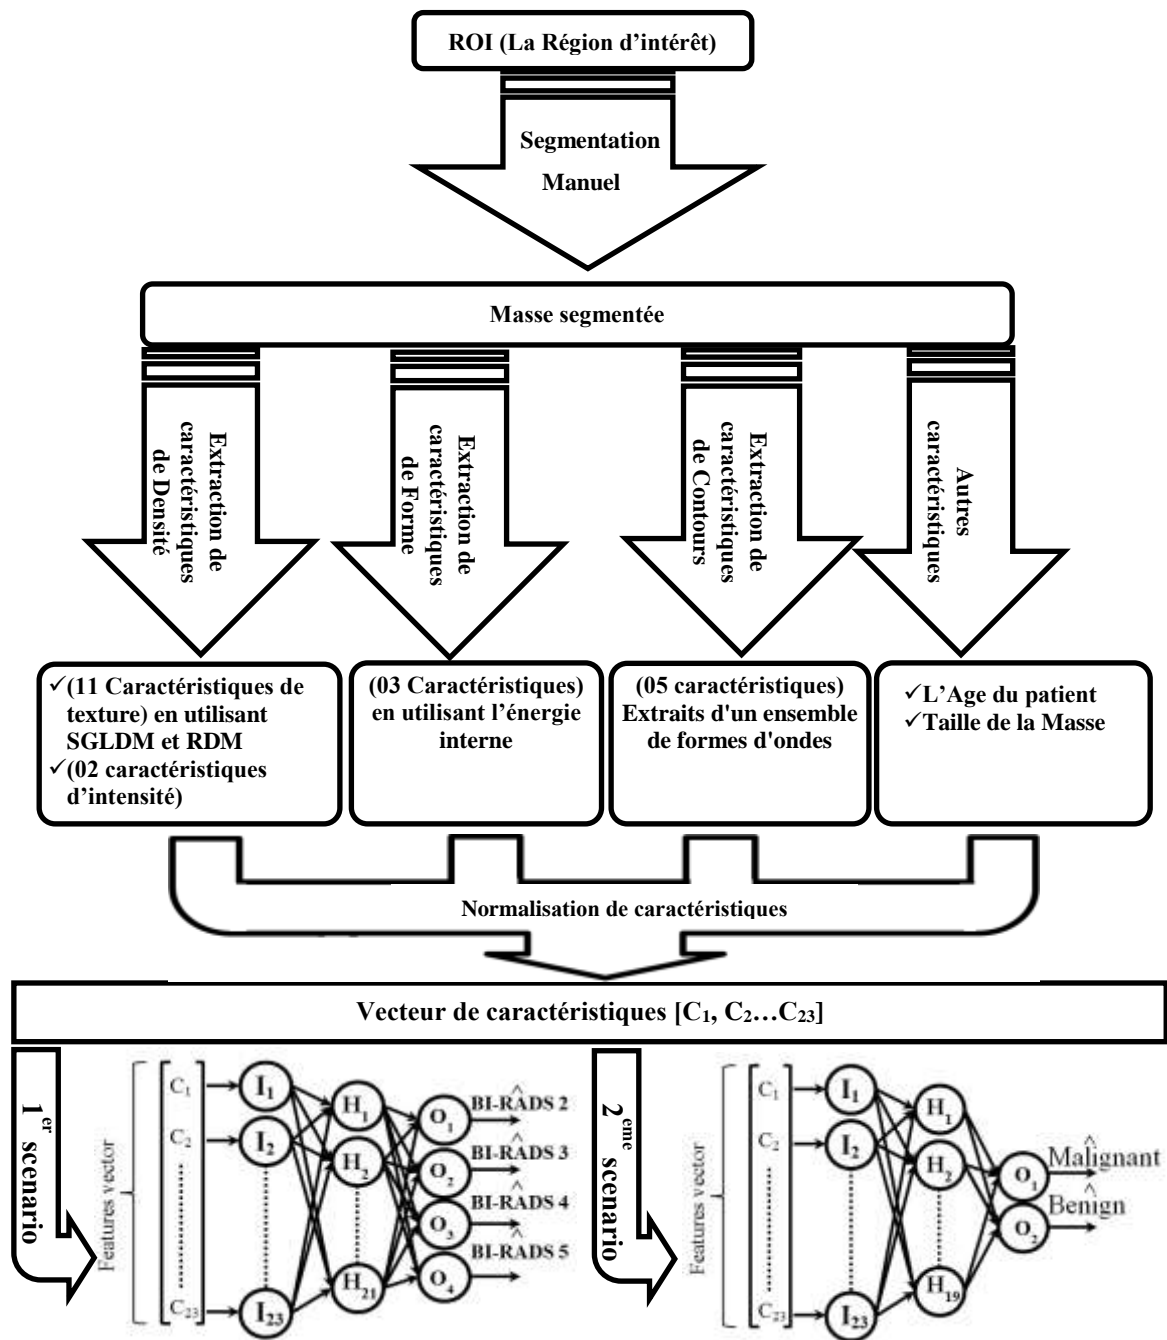 ROI (La Région d'intérêt)
Segmentation
Manuel
Masse segmentée
Extraction de
caractéristiques
de Densité
Extraction de
caractéristiques
de Forme
Extraction de
caractéristiques
de Contours
Autres
caractéristiques
✓(11 Caractéristiques de
texture) en utilisant
SGLDM et RDM
✓(02 caractéristiques
d'intensité)
(03 Caractéristiques)
en utilisant l'énergie
interne
(05 caractéristiques)
Extraits d'un ensemble
de formes d'ondes
✓L'Age du patient
✓Taille de la Masse
Normalisation de caractéristiques
Vecteur de caractéristiques [C1, C2…C23]
1er scenario
Features vector
C1
C2
C23
I1
I2
I23
H1
H2
H21
O1
O2
O3
O4
BI-RADS 2
BI-RADS 3
BI-RADS 4
BI-RADS 5
2eme scenario
Features vector
C1
C2
C23
I1
I2
I23
H1
H2
H19
O1
O2
Malignant
Benign